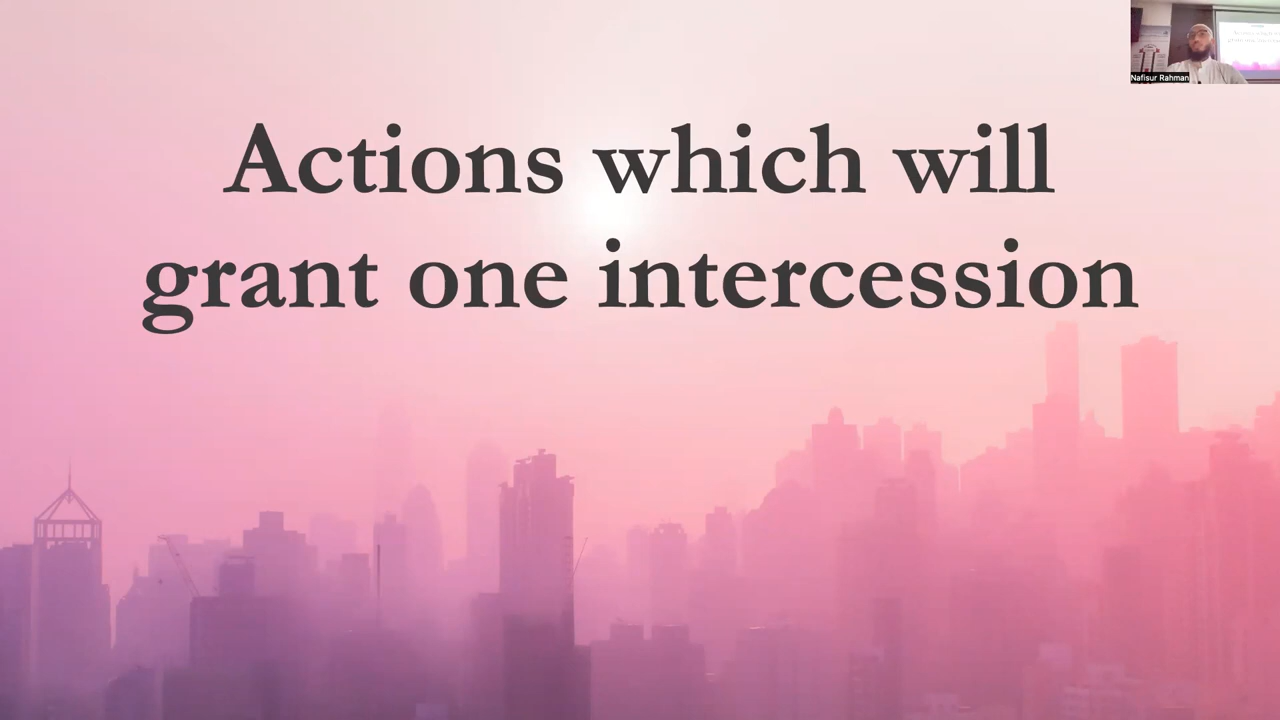 Actions which will
grant one intercession
Nafisur Rahman